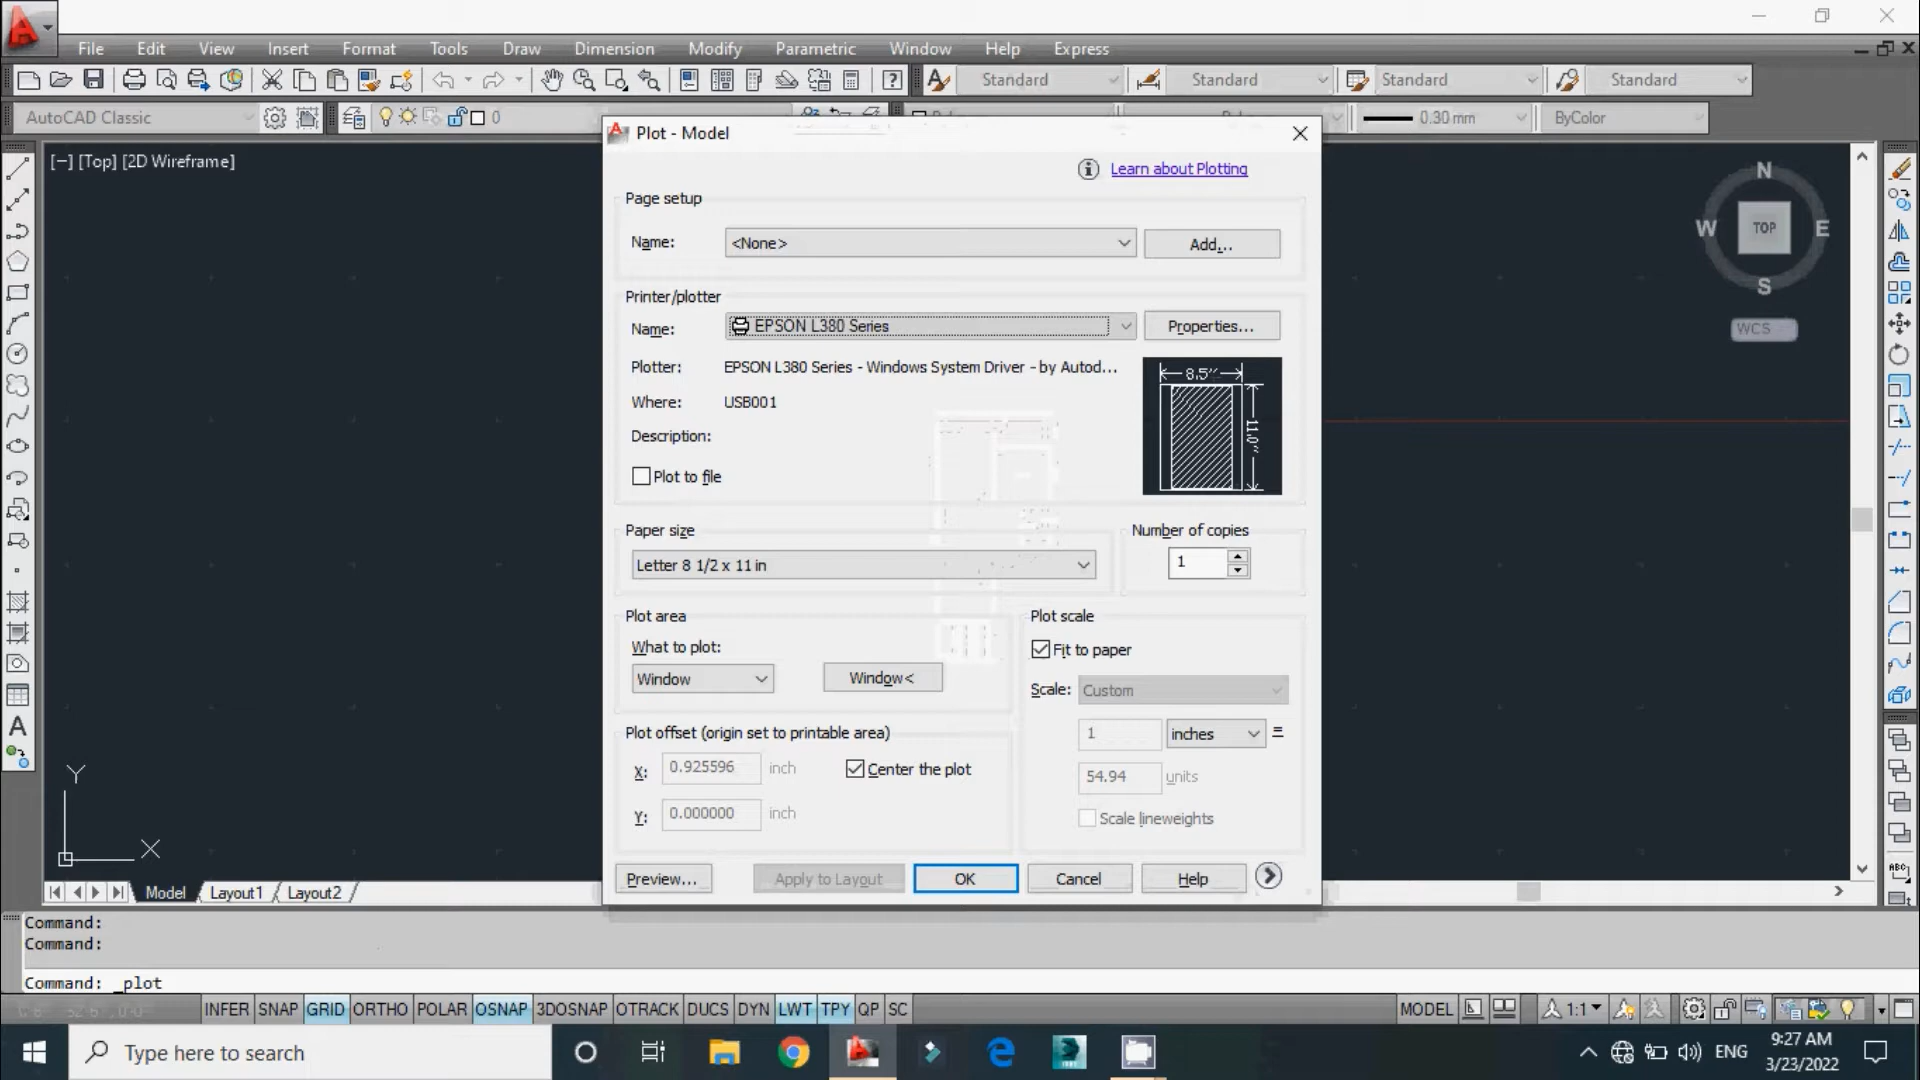 File Edit View Insert Format Tools Draw Dimension Modify Parametric Window Help Express
Standard Standard Standard Standard
AutoCAD Classic 0 0.30 mm ByColor
[−] [Top] [2D Wireframe]
Plot - Model
Learn about Plotting
Page setup
Name: <None> Add...
Printer/plotter
Name: EPSON L380 Series Properties...
Plotter: EPSON L380 Series - Windows System Driver - by Autod...
Where: USB001
Description:
Plot to file
8.5″
11.0″
Paper size
Letter 8 1/2 x 11 in
Number of copies
1
Plot area
What to plot:
Window Window<
Plot scale
Fit to paper
Scale: Custom
1 inches =
54.94 units
Scale lineweights
Plot offset (origin set to printable area)
X: 0.925596 inch
Center the plot
Y: 0.000000 inch
Preview... Apply to Layout OK Cancel Help
N
W TOP E
S
WCS
Y
X
A
ABC
Model Layout1 Layout2
Command:
Command:
Command: _plot
INFER SNAP GRID ORTHO POLAR OSNAP 3DOSNAP OTRACK DUCS DYN LWT TPY QP SC MODEL 1:1
Type here to search
ENG
9:27 AM
3/23/2022